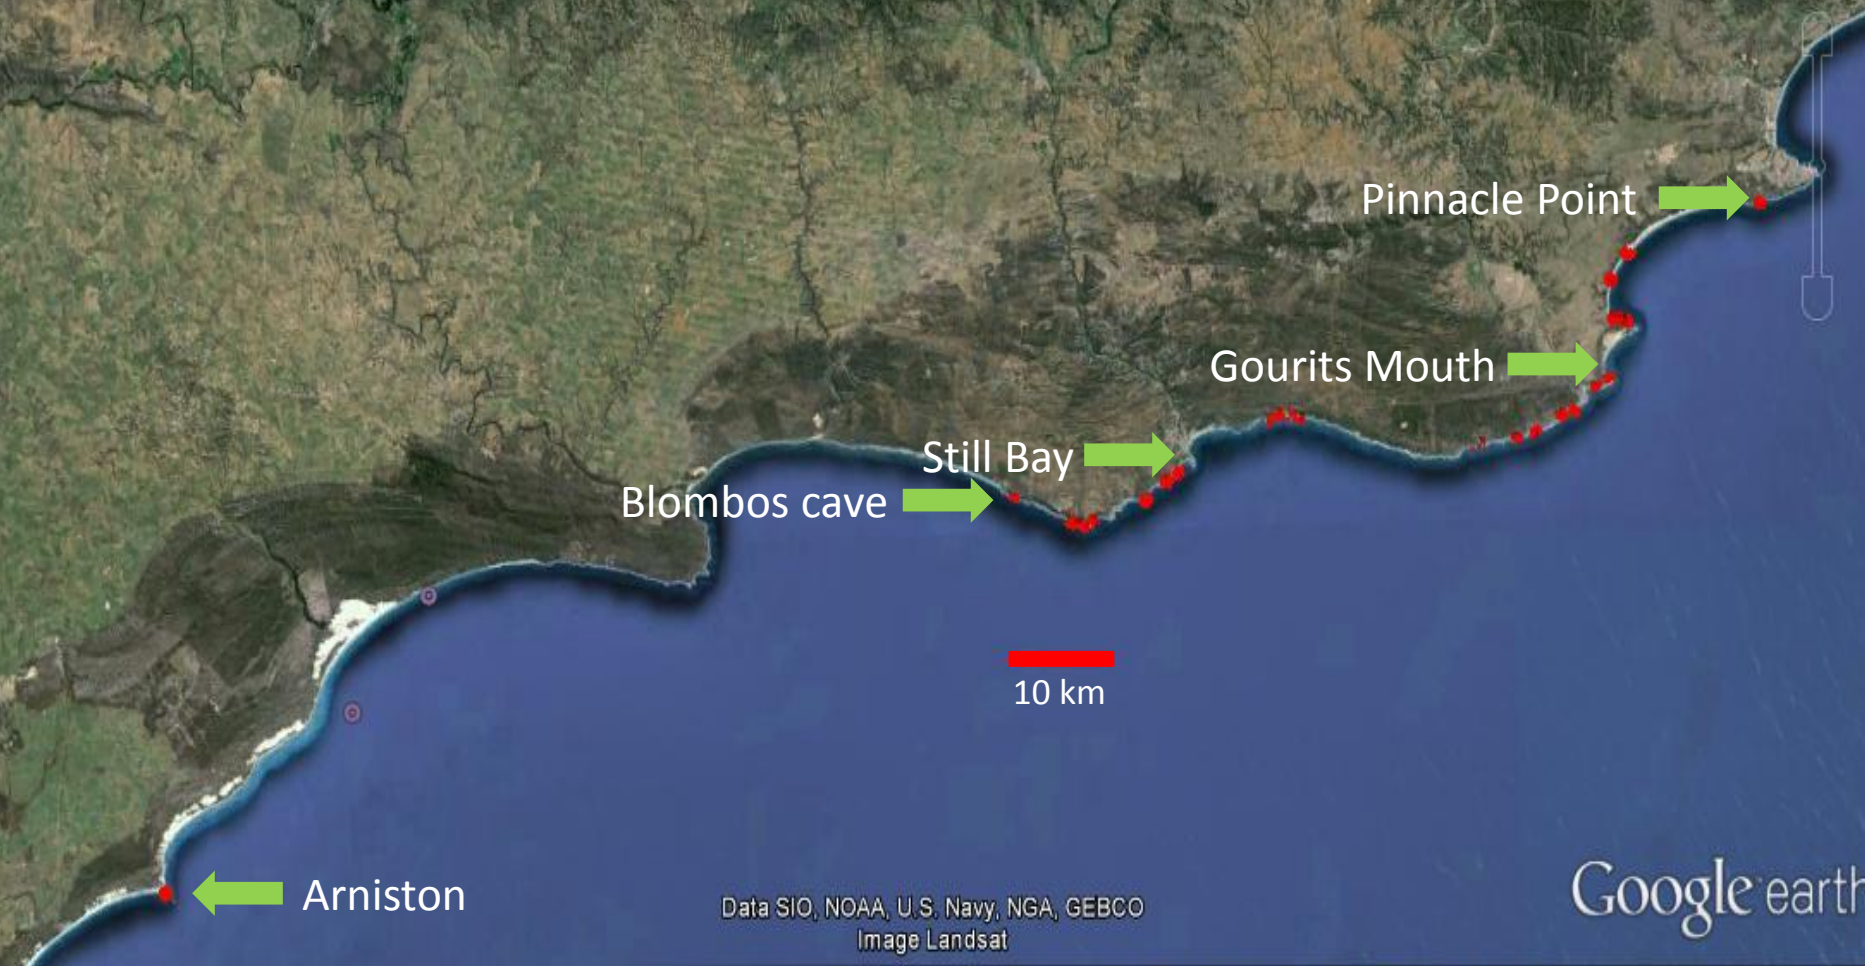 Pinnacle Point
Gourits Mouth
Still Bay
Blombos cave
10 km
Arniston
Data SIO, NOAA, U.S. Navy, NGA, GEBCO
Image Landsat
Google earth